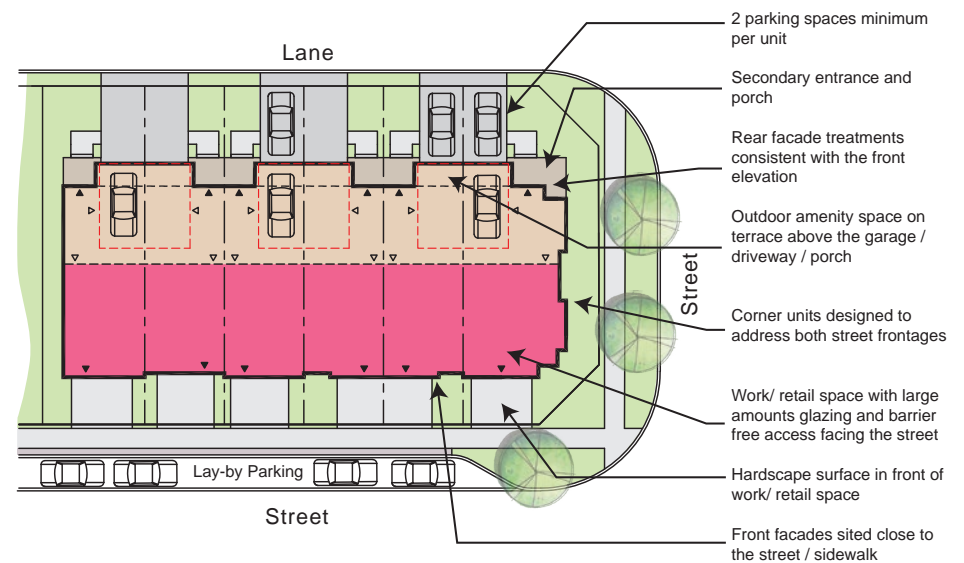 Lane
2 parking spaces minimum
per unit
Secondary entrance and
porch
Rear facade treatments
consistent with the front
elevation
Outdoor amenity space on
terrace above the garage /
driveway / porch
Street
Corner units designed to
address both street frontages
Work/ retail space with large
amounts glazing and barrier
free access facing the street
Lay-by Parking
Hardscape surface in front of
work/ retail space
Street
Front facades sited close to
the street / sidewalk